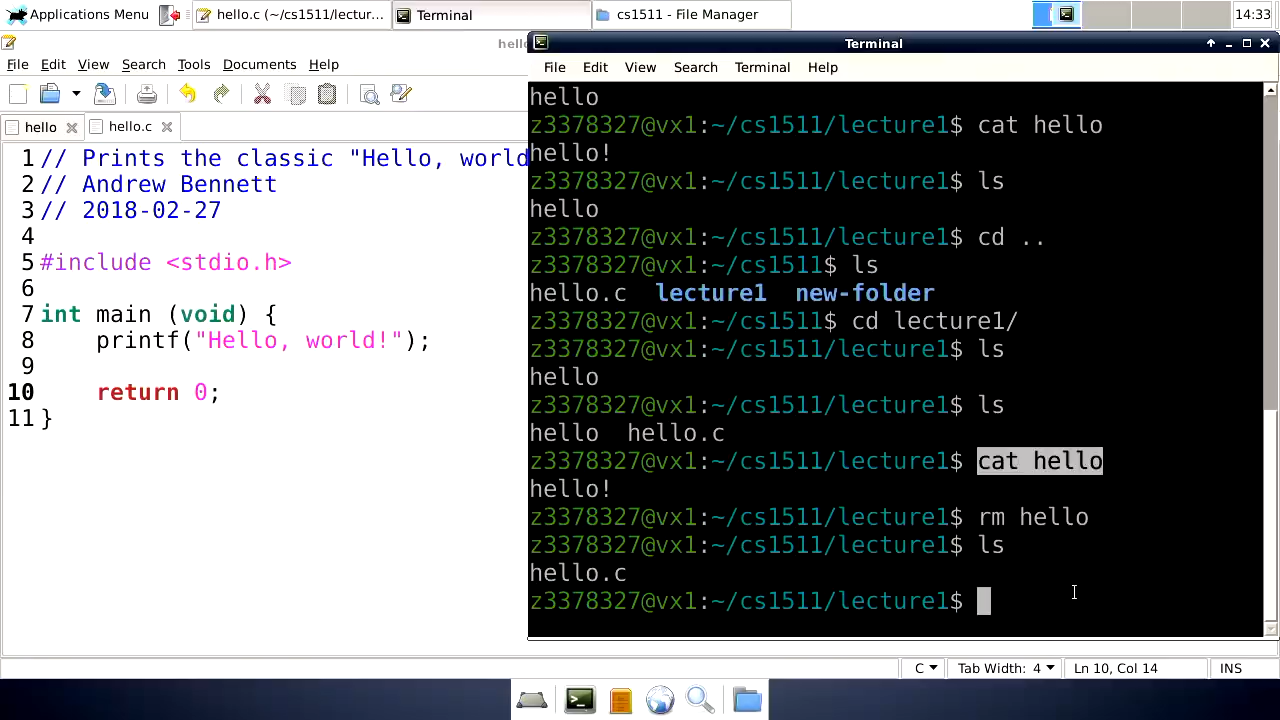 Applications Menu
hello.c (~/cs1511/lectur...
Terminal
cs1511 - File Manager
14:33
hello
File Edit View Search Tools Documents Help
hello
hello.c
1 // Prints the classic "Hello, world
2 // Andrew Bennett
3 // 2018-02-27
4
5 #include <stdio.h>
6
7 int main (void) {
8     printf("Hello, world!");
9
10     return 0;
11 }
Terminal
File Edit View Search Terminal Help
hello
z3378327@vx1:~/cs1511/lecture1$ cat hello
hello!
z3378327@vx1:~/cs1511/lecture1$ ls
hello
z3378327@vx1:~/cs1511/lecture1$ cd ..
z3378327@vx1:~/cs1511$ ls
hello.c  lecture1  new-folder
z3378327@vx1:~/cs1511$ cd lecture1/
z3378327@vx1:~/cs1511/lecture1$ ls
hello
z3378327@vx1:~/cs1511/lecture1$ ls
hello  hello.c
z3378327@vx1:~/cs1511/lecture1$ cat hello
hello!
z3378327@vx1:~/cs1511/lecture1$ rm hello
z3378327@vx1:~/cs1511/lecture1$ ls
hello.c
z3378327@vx1:~/cs1511/lecture1$
C
Tab Width: 4
Ln 10, Col 14
INS